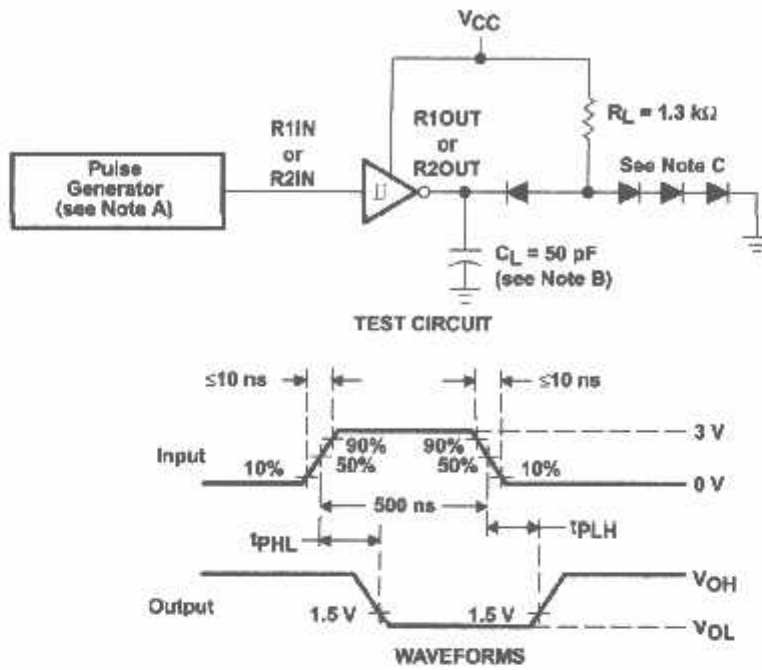 VCC
RL = 1.3 kΩ
R1IN
or
R2IN
R1OUT
or
R2OUT
See Note C
Pulse
Generator
(see Note A)
CL = 50 pF
(see Note B)
TEST CIRCUIT
≤10 ns
≤10 ns
3 V
90%
90%
Input
50%
50%
10%
10%
0 V
500 ns
tPHL
tPLH
VOH
Output
1.5 V
1.5 V
VOL
WAVEFORMS